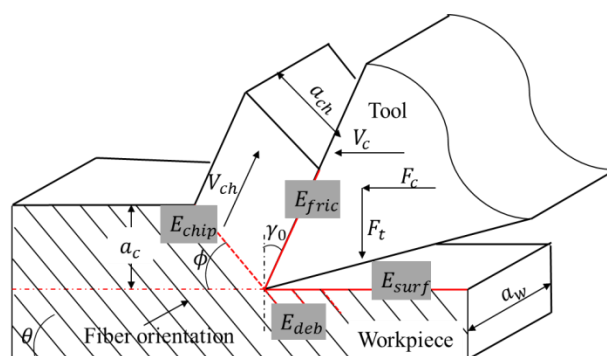 a_ch
Tool
V_c
V_ch
F_c
E_fric
E_chip
γ_0
F_t
a_c
ϕ
E_surf
a_w
θ
Fiber orientation
E_deb
Workpiece